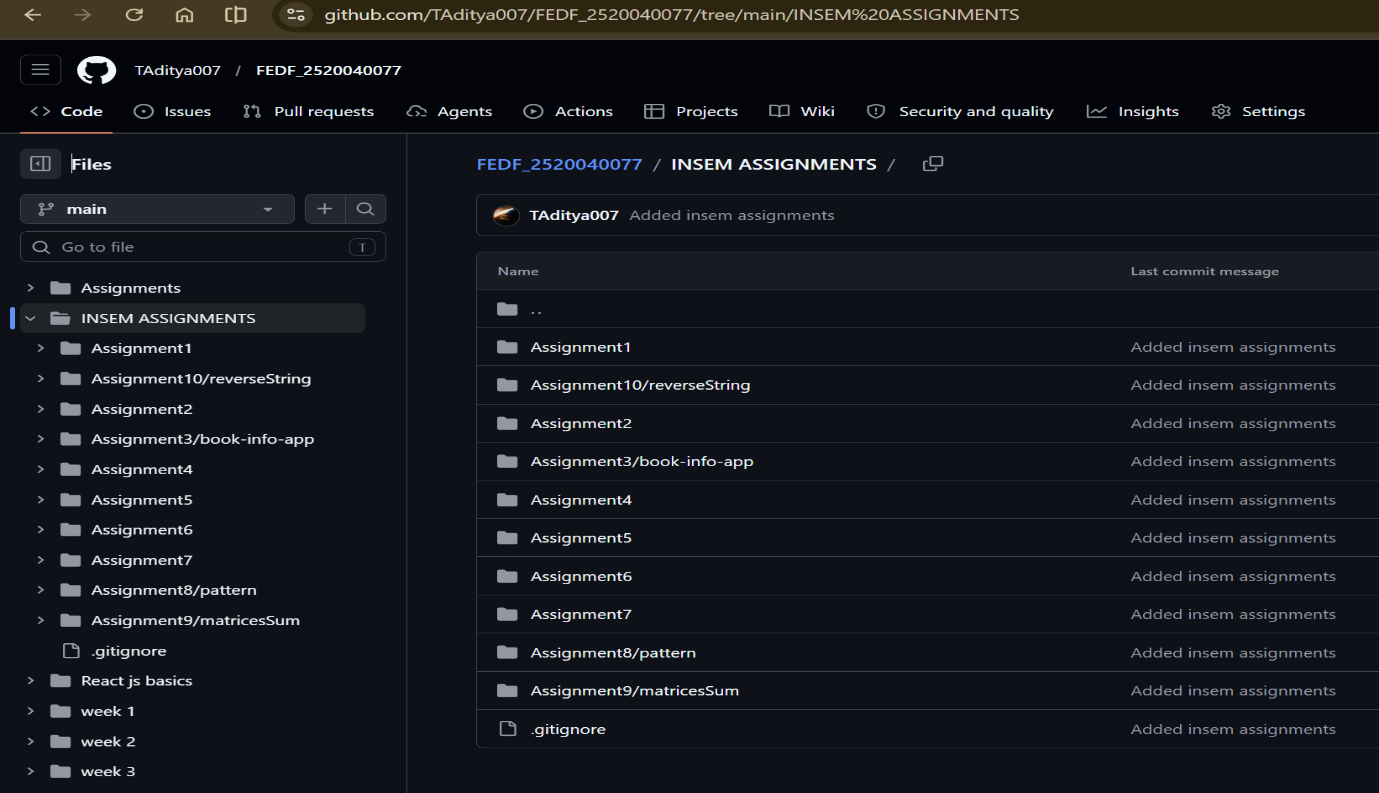 github.com/TAditya007/FEDF_2520040077/tree/main/INSEM%20ASSIGNMENTS
TAditya007 / FEDF_2520040077
Code Issues Pull requests Agents Actions Projects Wiki Security and quality Insights Settings
Files
main
Go to file T
Assignments
INSEM ASSIGNMENTS
Assignment1
Assignment10/reverseString
Assignment2
Assignment3/book-info-app
Assignment4
Assignment5
Assignment6
Assignment7
Assignment8/pattern
Assignment9/matricesSum
.gitignore
React js basics
week 1
week 2
week 3
FEDF_2520040077 / INSEM ASSIGNMENTS /
TAditya007 Added insem assignments
Name Last commit message
..
Assignment1 Added insem assignments
Assignment10/reverseString Added insem assignments
Assignment2 Added insem assignments
Assignment3/book-info-app Added insem assignments
Assignment4 Added insem assignments
Assignment5 Added insem assignments
Assignment6 Added insem assignments
Assignment7 Added insem assignments
Assignment8/pattern Added insem assignments
Assignment9/matricesSum Added insem assignments
.gitignore Added insem assignments